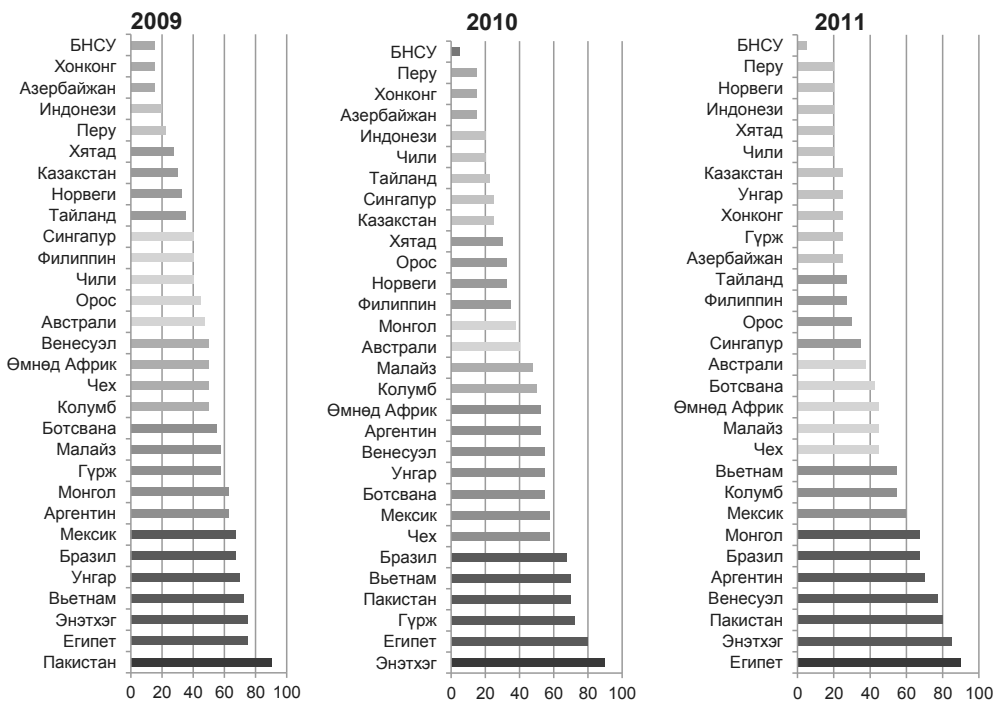 2009
БНСУ
Хонконг
Азербайжан
Индонези
Перу
Хятад
Казакстан
Норвеги
Тайланд
Сингапур
Филиппин
Чили
Орос
Австрали
Венесуэл
Өмнөд Африк
Чех
Колумб
Ботсвана
Малайз
Гүрж
Монгол
Аргентин
Мексик
Бразил
Унгар
Вьетнам
Энэтхэг
Египет
Пакистан
0 20 40 60 80 100
2010
БНСУ
Перу
Хонконг
Азербайжан
Индонези
Чили
Тайланд
Сингапур
Казакстан
Хятад
Орос
Норвеги
Филиппин
Монгол
Австрали
Малайз
Колумб
Өмнөд Африк
Аргентин
Венесуэл
Унгар
Ботсвана
Мексик
Чех
Бразил
Вьетнам
Пакистан
Гүрж
Египет
Энэтхэг
0 20 40 60 80 100
2011
БНСУ
Перу
Норвеги
Индонези
Хятад
Чили
Казакстан
Унгар
Хонконг
Гүрж
Азербайжан
Тайланд
Филиппин
Орос
Сингапур
Австрали
Ботсвана
Өмнөд Африк
Малайз
Чех
Вьетнам
Колумб
Мексик
Монгол
Бразил
Аргентин
Венесуэл
Пакистан
Энэтхэг
Египет
0 20 40 60 80 100